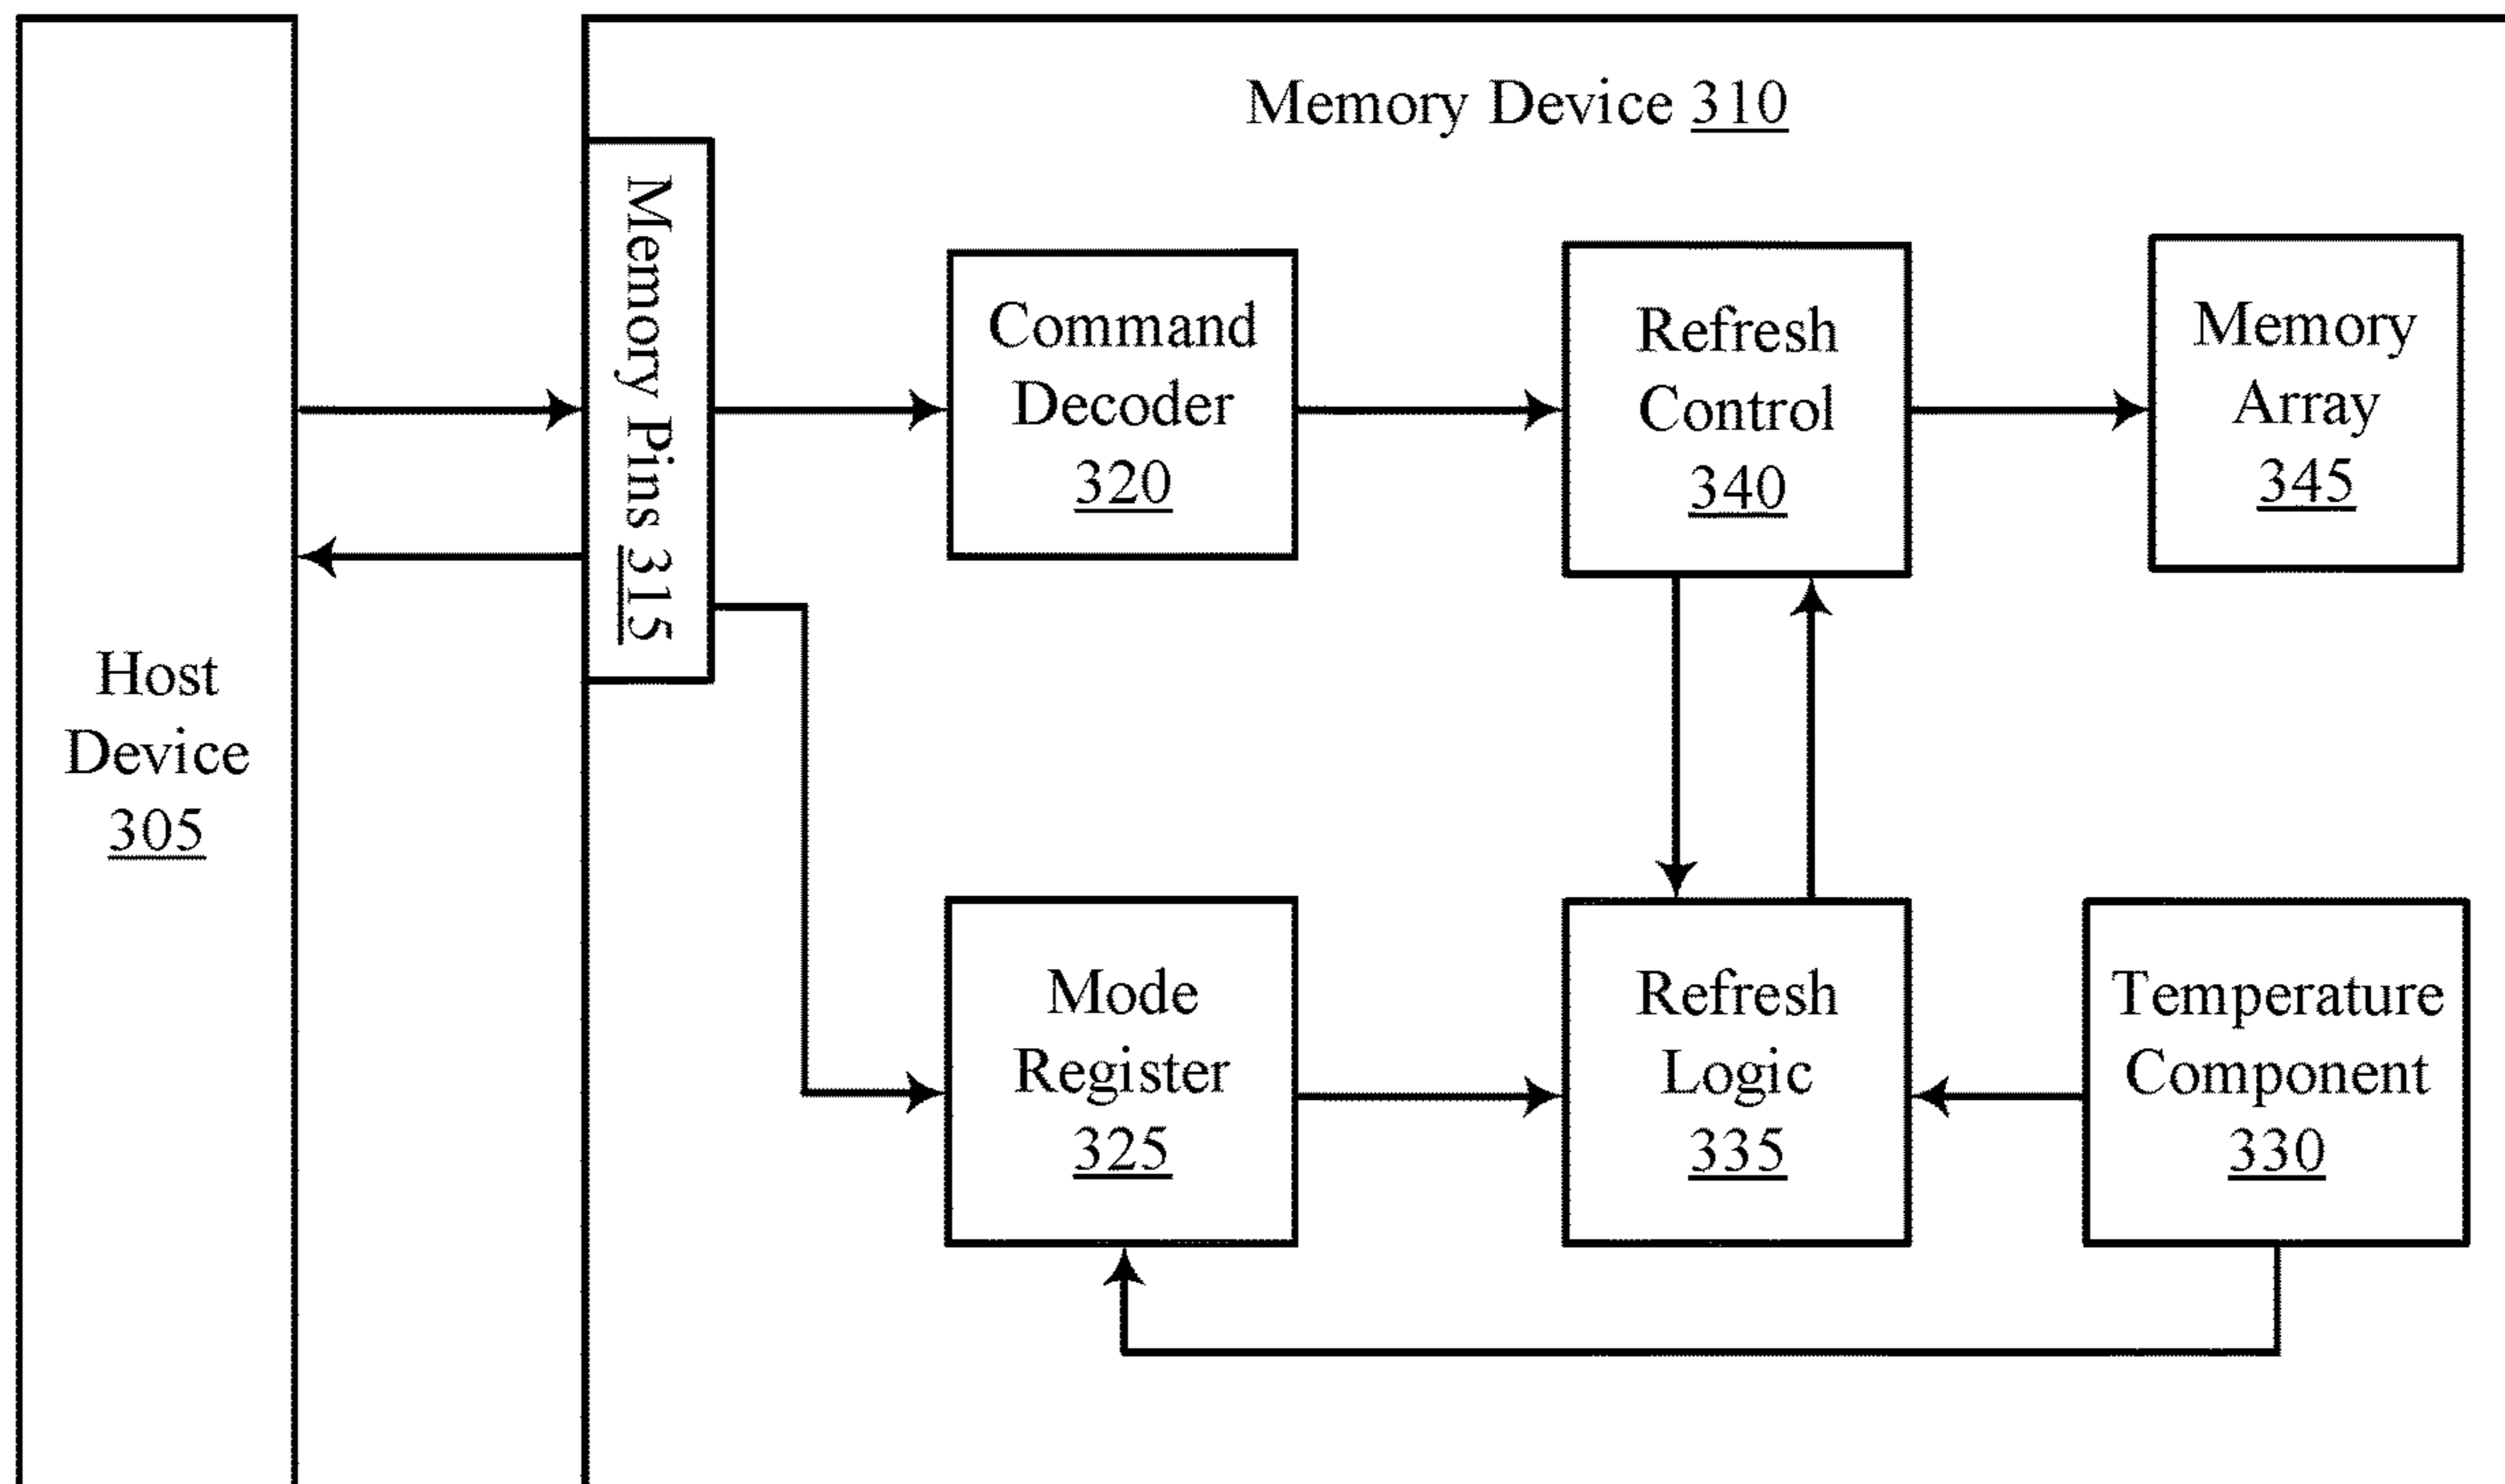 Memory Device 310
Memory Pins 315
Command
Decoder
320
Refresh
Control
340
Memory
Array
345
Host
Device
305
Mode
Register
325
Refresh
Logic
335
Temperature
Component
330